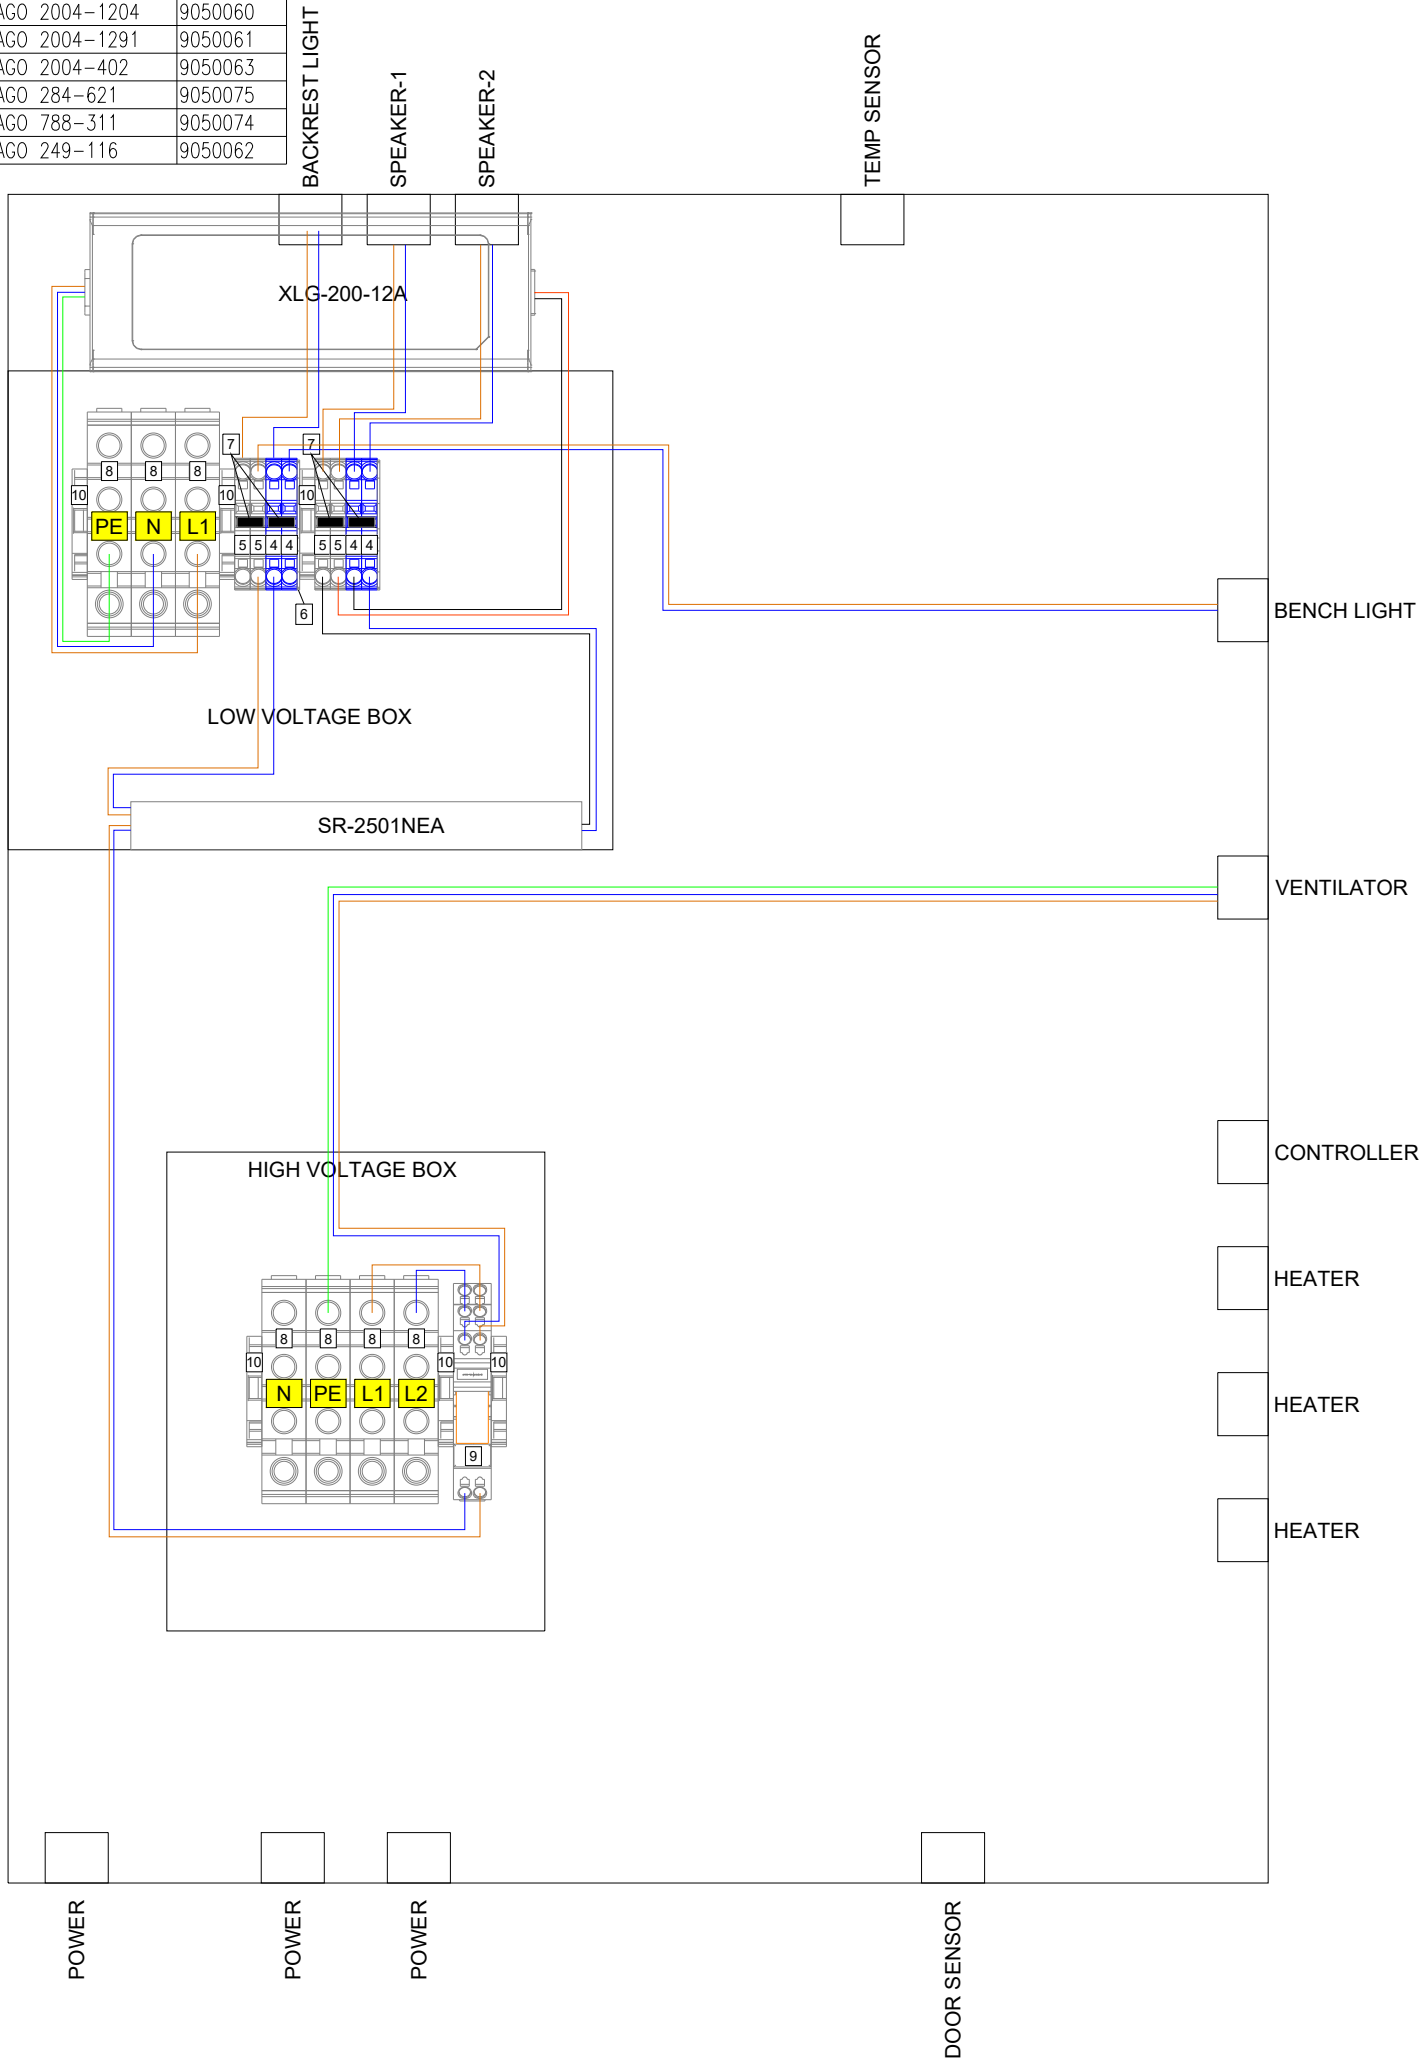 AGO 2004-1204 9050060
AGO 2004-1291 9050061
AGO 2004-402 9050063
AGO 284-621 9050075
AGO 788-311 9050074
AGO 249-116 9050062
BACKREST LIGHT
SPEAKER-1
SPEAKER-2
TEMP SENSOR
XLG-200-12A
7 7
8 8 8
10 10 10
PE N L1
5 5 4 4 5 5 4 4
6
BENCH LIGHT
LOW VOLTAGE BOX
SR-2501NEA
VENTILATOR
CONTROLLER
HIGH VOLTAGE BOX
HEATER
8 8 8 8
10 10 10
N PE L1 L2
HEATER
9
HEATER
POWER
POWER
POWER
DOOR SENSOR